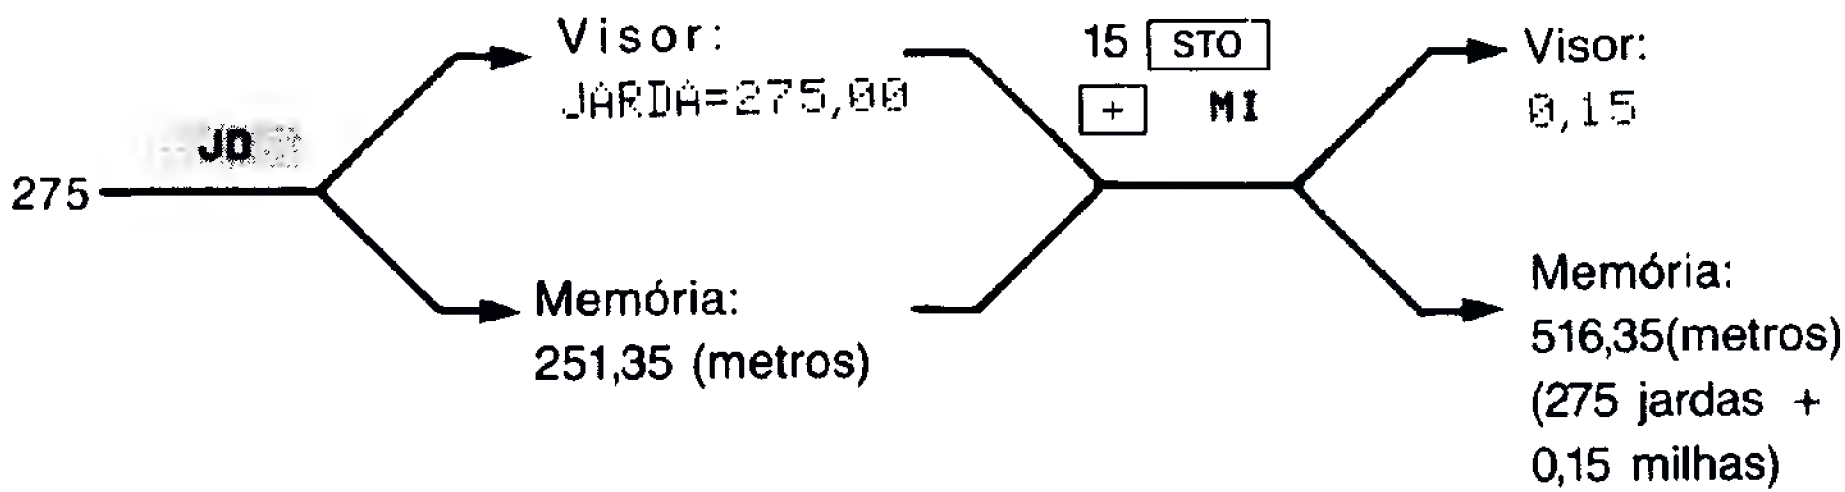 275
JD
Visor:
JARDA=275,00
Memória:
251,35 (metros)
15 STO
+ MI
Visor:
0,15
Memória:
516,35(metros)
(275 jardas +
0,15 milhas)